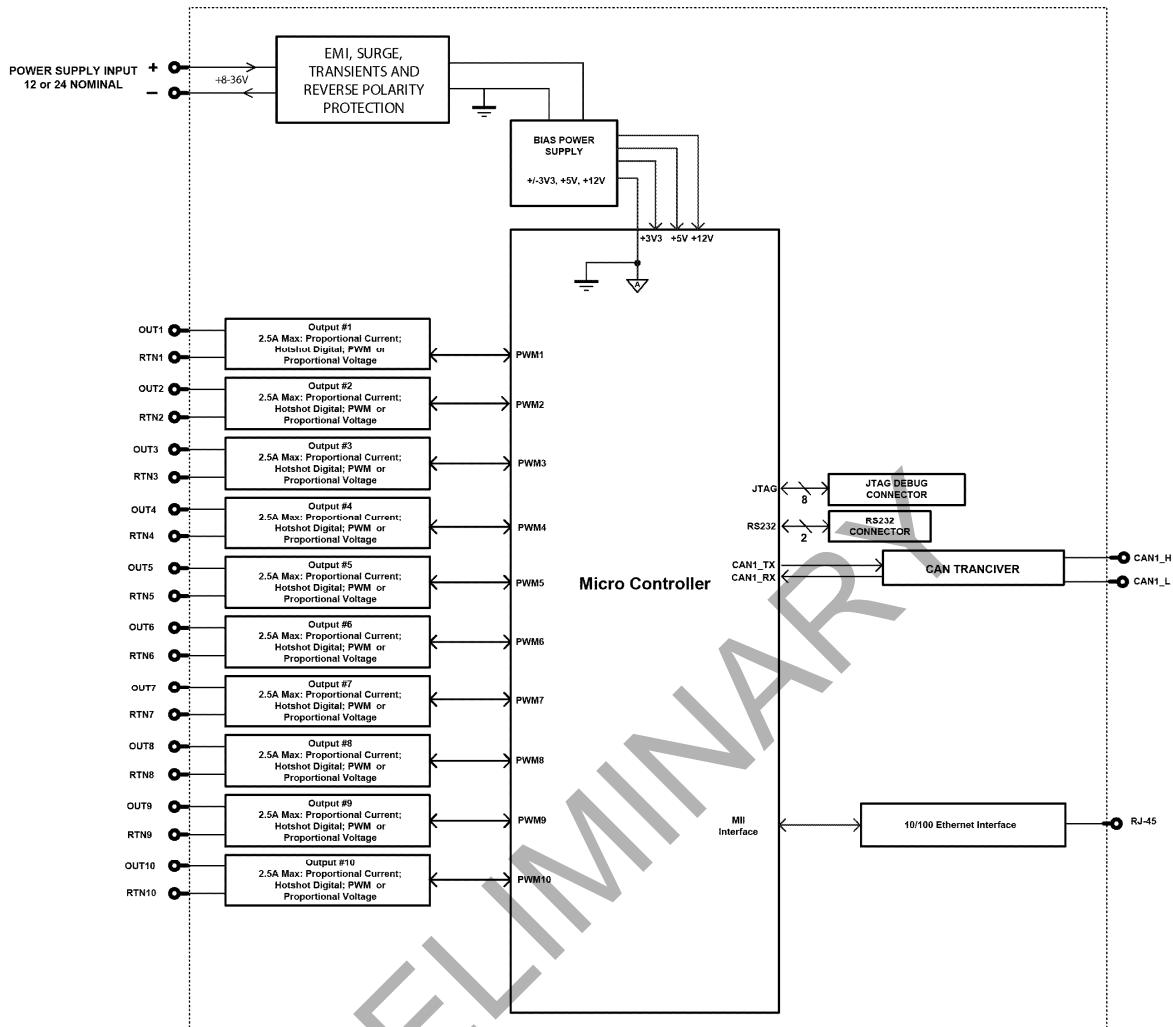 POWER SUPPLY INPUT
12 or 24 NOMINAL
+
−
+8-36V
EMI, SURGE,
TRANSIENTS AND
REVERSE POLARITY
PROTECTION
BIAS POWER
SUPPLY
+/-3V3, +5V, +12V
+3V3 +5V +12V
A
OUT1
RTN1
Output #1
2.5A Max: Proportional Current;
Hotshot Digital; PWM or
Proportional Voltage
PWM1
OUT2
RTN2
Output #2
2.5A Max: Proportional Current;
Hotshot Digital; PWM or
Proportional Voltage
PWM2
OUT3
RTN3
Output #3
2.5A Max: Proportional Current;
Hotshot Digital; PWM or
Proportional Voltage
PWM3
OUT4
RTN4
Output #4
2.5A Max: Proportional Current;
Hotshot Digital; PWM or
Proportional Voltage
PWM4
OUT5
RTN5
Output #5
2.5A Max: Proportional Current;
Hotshot Digital; PWM or
Proportional Voltage
PWM5
OUT6
RTN6
Output #6
2.5A Max: Proportional Current;
Hotshot Digital; PWM or
Proportional Voltage
PWM6
OUT7
RTN7
Output #7
2.5A Max: Proportional Current;
Hotshot Digital; PWM or
Proportional Voltage
PWM7
OUT8
RTN8
Output #8
2.5A Max: Proportional Current;
Hotshot Digital; PWM or
Proportional Voltage
PWM8
OUT9
RTN9
Output #9
2.5A Max: Proportional Current;
Hotshot Digital; PWM or
Proportional Voltage
PWM9
OUT10
RTN10
Output #10
2.5A Max: Proportional Current;
Hotshot Digital; PWM or
Proportional Voltage
PWM10
Micro Controller
JTAG
8
JTAG DEBUG
CONNECTOR
RS232
2
RS232
CONNECTOR
CAN1_TX
CAN1_RX
CAN TRANCIVER
CAN1_H
CAN1_L
MII
Interface
10/100 Ethernet Interface
RJ-45
ELIMINARY